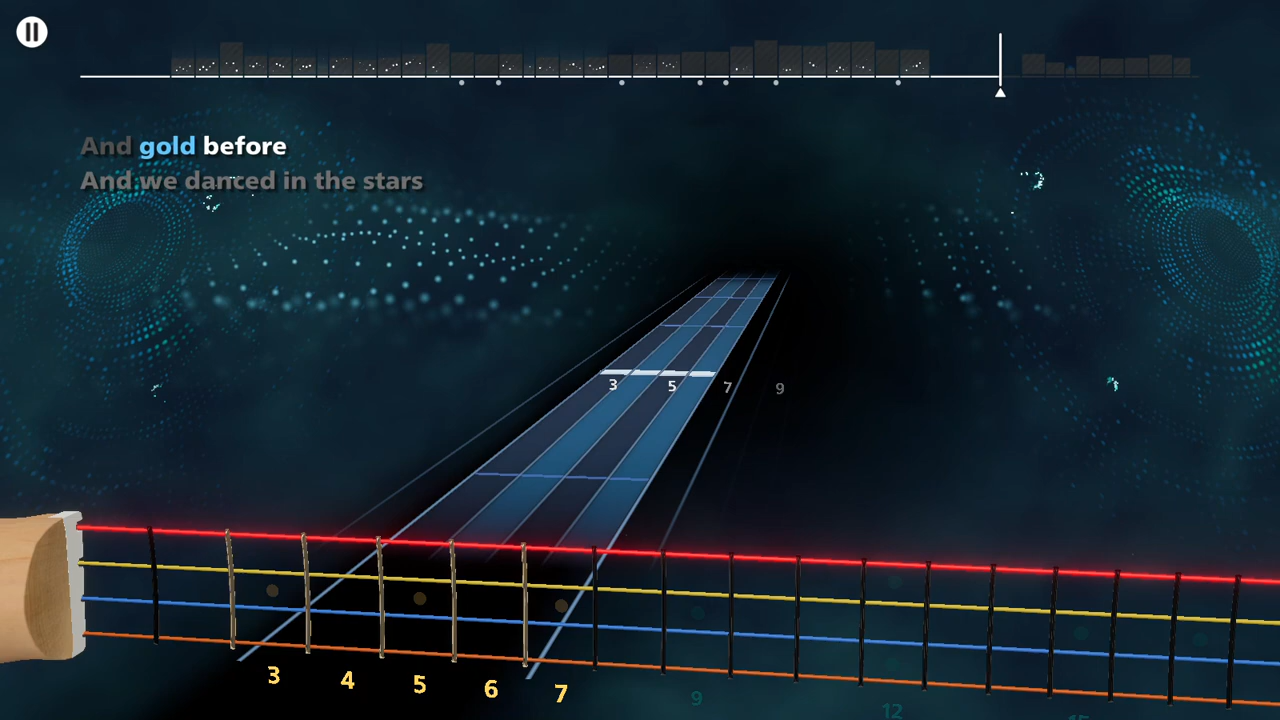 And gold before
And we danced in the stars
3 5 7 9
3 4 5 6 7 9 12